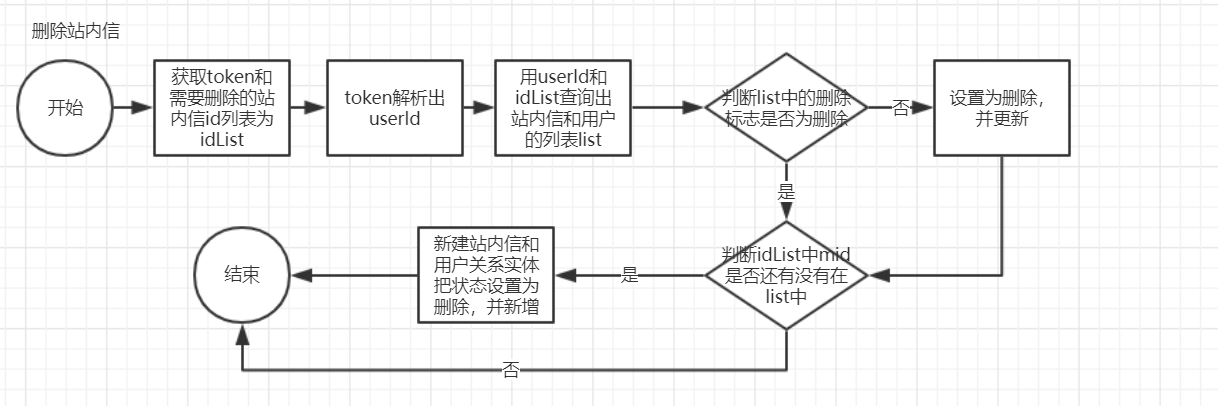 删除站内信
开始
获取token和
需要删除的站
内信id列表为
idList
token解析出
userId
用userId和
idList查询出
站内信和用户
的列表list
判断list中的删除
标志是否为删除
否
设置为删除，
并更新
是
判断idList中mid
是否还有没有在
list中
是
新建站内信和
用户关系实体
把状态设置为
删除，并新增
结束
否